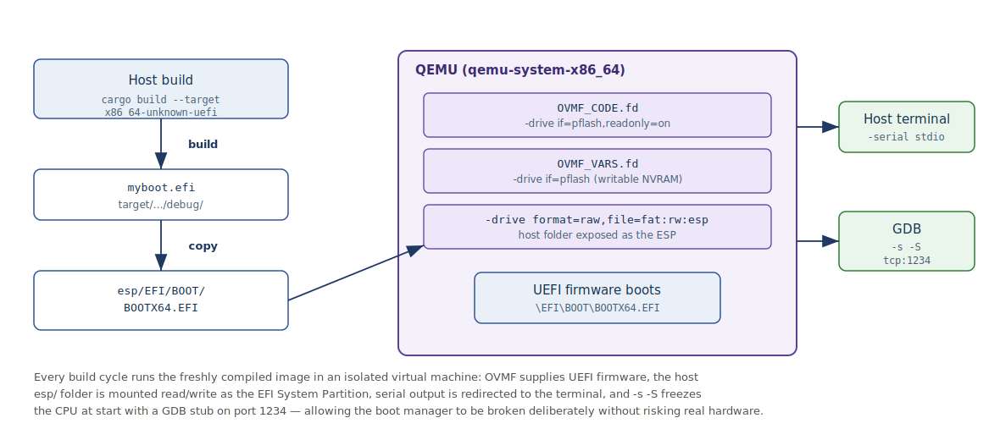 Host build
cargo build --target
x86_64-unknown-uefi
build
myboot.efi
target/…/debug/
copy
esp/EFI/BOOT/
BOOTX64.EFI
QEMU (qemu-system-x86_64)
OVMF_CODE.fd
-drive if=pflash,readonly=on
OVMF_VARS.fd
-drive if=pflash (writable NVRAM)
-drive format=raw,file=fat:rw:esp
host folder exposed as the ESP
UEFI firmware boots
\EFI\BOOT\BOOTX64.EFI
Host terminal
-serial stdio
GDB
-s -S
tcp:1234
Every build cycle runs the freshly compiled image in an isolated virtual machine: OVMF supplies UEFI firmware, the host
esp/ folder is mounted read/write as the EFI System Partition, serial output is redirected to the terminal, and -s -S freezes
the CPU at start with a GDB stub on port 1234 — allowing the boot manager to be broken deliberately without risking real hardware.